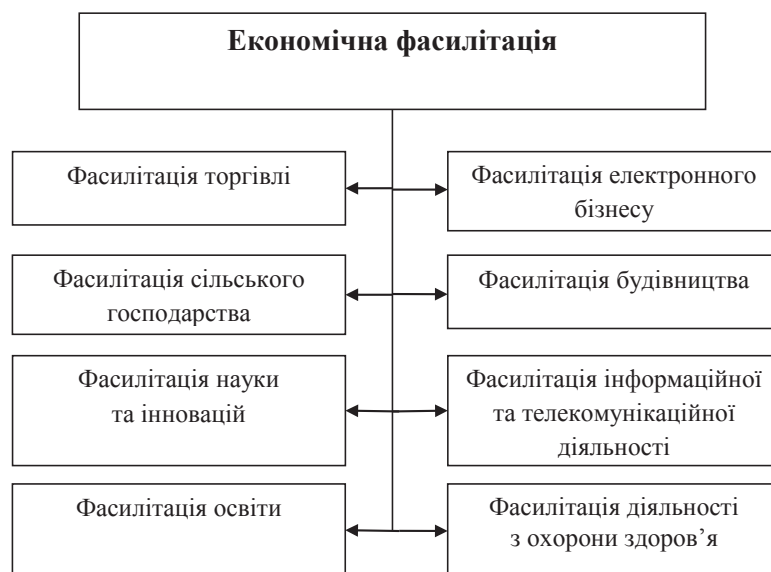 Економічна фасилітація
Фасилітація торгівлі
Фасилітація електронного
бізнесу
Фасилітація сільського
господарства
Фасилітація будівництва
Фасилітація науки
та інновацій
Фасилітація інформаційної
та телекомунікаційної
діяльності
Фасилітація освіти
Фасилітація діяльності
з охорони здоров’я